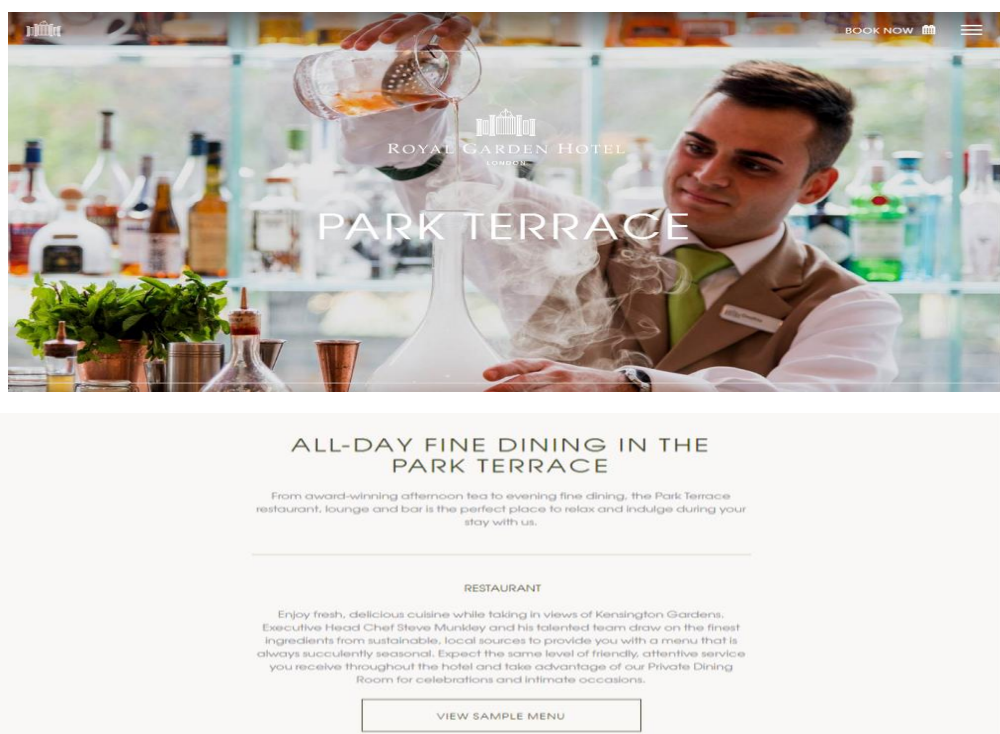 BOOK NOW
ROYAL GARDEN HOTEL
LONDON
PARK TERRACE
ALL-DAY FINE DINING IN THE
PARK TERRACE
From award-winning afternoon tea to evening fine dining, the Park Terrace
restaurant, lounge and bar is the perfect place to relax and indulge during your
stay with us.
RESTAURANT
Enjoy fresh, delicious cuisine while taking in views of Kensington Gardens.
Executive Head Chef Steve Munkley and his talented team draw on the finest
ingredients from sustainable, local sources to provide you with a menu that is
always succulently seasonal. Expect the same level of friendly, attentive service
you receive throughout the hotel and take advantage of our Private Dining
Room for celebrations and intimate occasions.
VIEW SAMPLE MENU